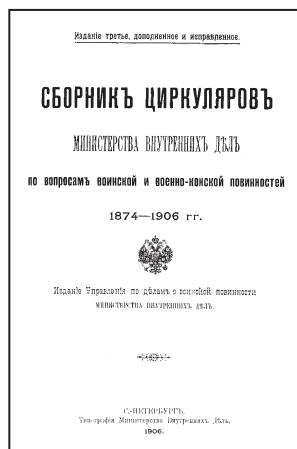 Изданіе третье, дополненное и исправленное.
СБОРНИКЪ ЦИРКУЛЯРОВЪ
МИНИСТЕРСТВА ВНУТРЕННИХЪ ДѢЛЪ
по вопросамъ воинской и военно-конской повинностей
1874—1906 гг.
Изданіе Управленія по дѣламъ о воинской повинности
МИНИСТЕРСТВА ВНУТРЕННИХЪ ДѢЛЪ.
С.-ПЕТЕРБУРГЪ.
Типографія Министерства Внутреннихъ Дѣлъ.
1906.